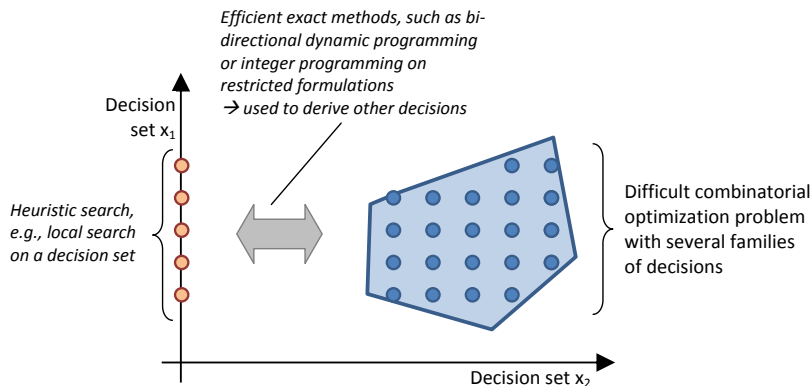 Efficient exact methods, such as bi-
directional dynamic programming
or integer programming on
restricted formulations
→ used to derive other decisions
Decision
set x₁
Heuristic search,
e.g., local search
on a decision set
Difficult combinatorial
optimization problem
with several families
of decisions
Decision set x₂